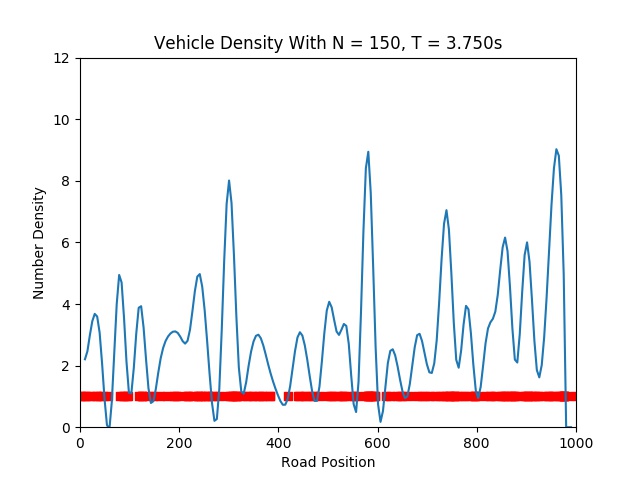 Vehicle Density With N = 150, T = 3.750s
12
10
8
6
4
2
0
Number Density
0 200 400 600 800 1000
Road Position